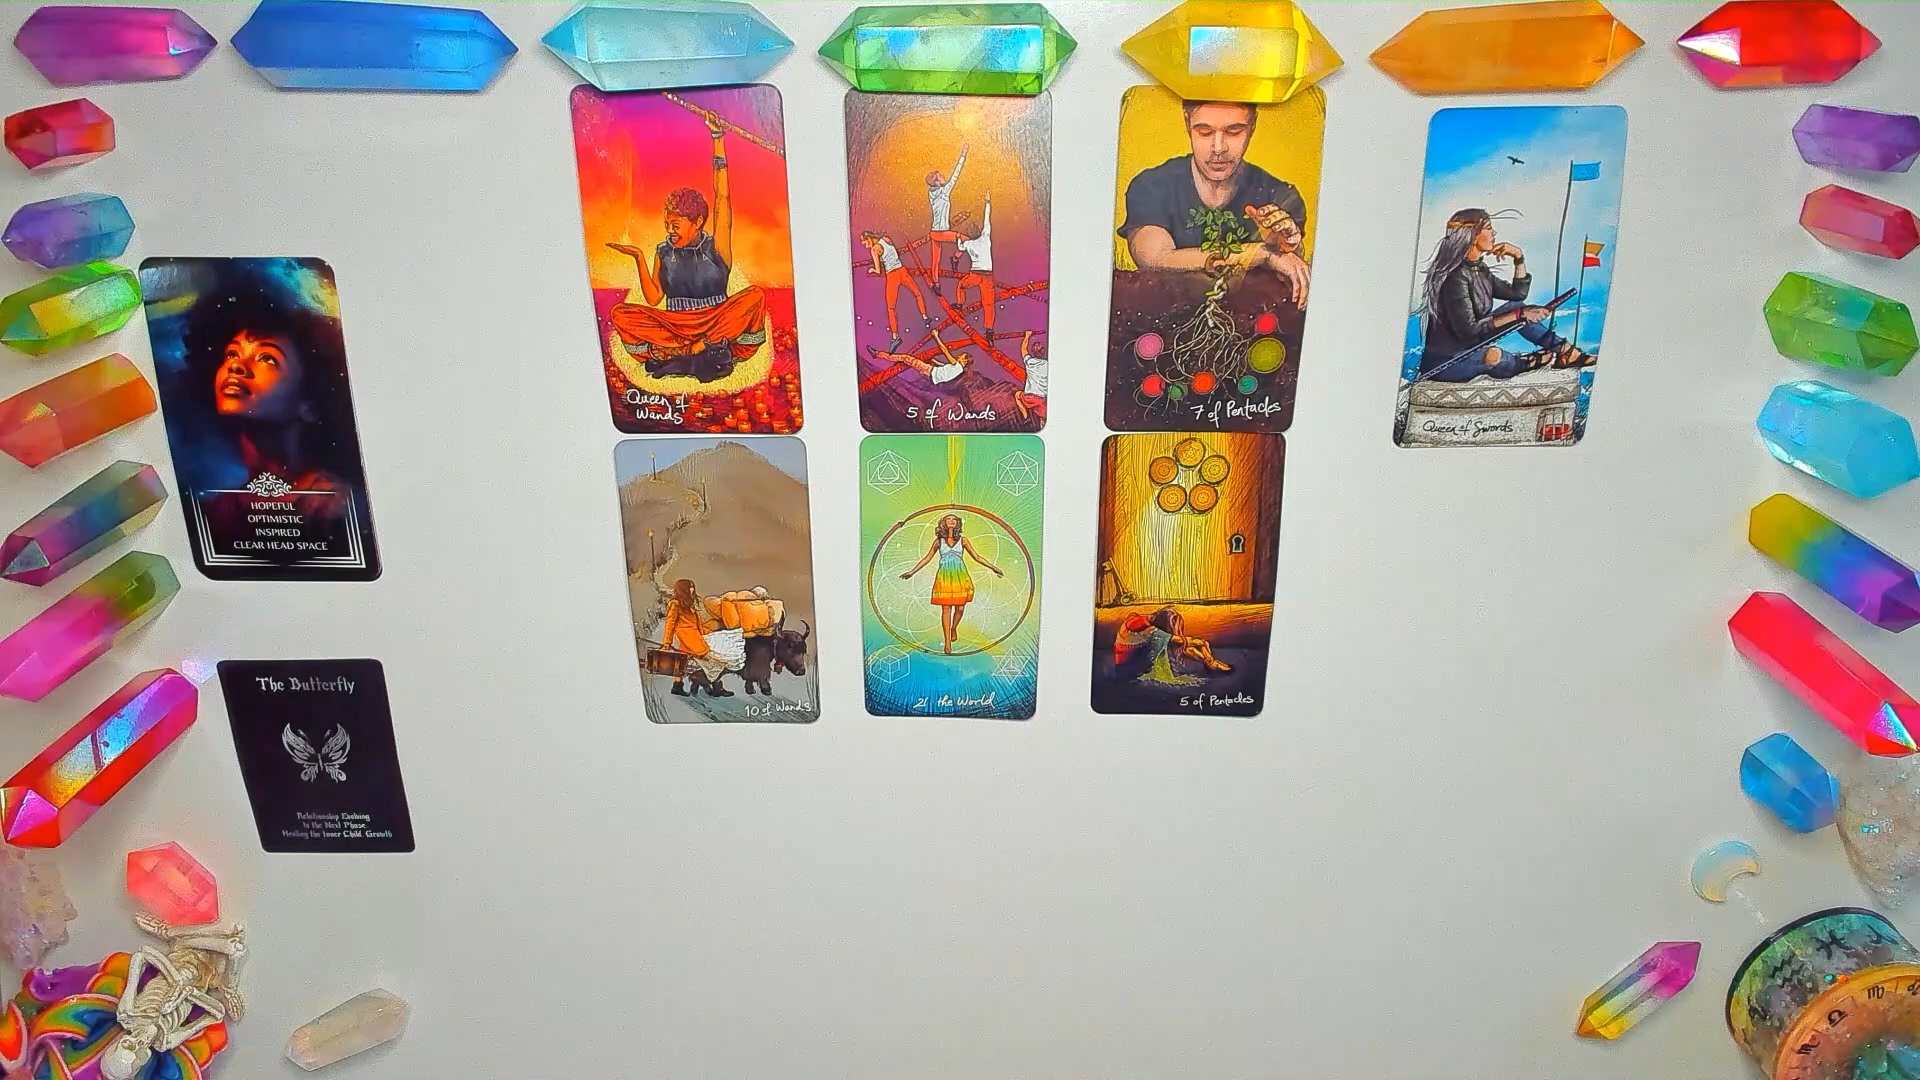 Queen of
Wands
5 of Wands
7 of Pentacles
Queen of Swords
HOPEFUL
OPTIMISTIC
INSPIRED
CLEAR HEAD SPACE
10 of Wands
21 the World
5 of Pentacles
The Butterfly
Relationship Evolving
to the Next Phase
Healing the Inner Child Growth